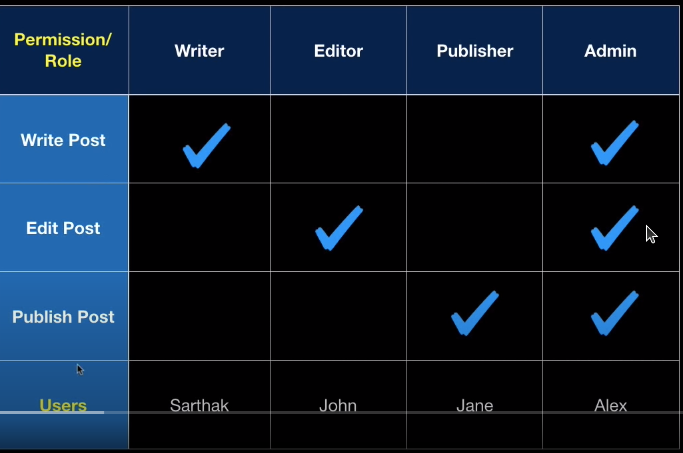 Permission/
Role
Writer
Editor
Publisher
Admin
Write Post
Edit Post
Publish Post
Users
Sarthak
John
Jane
Alex